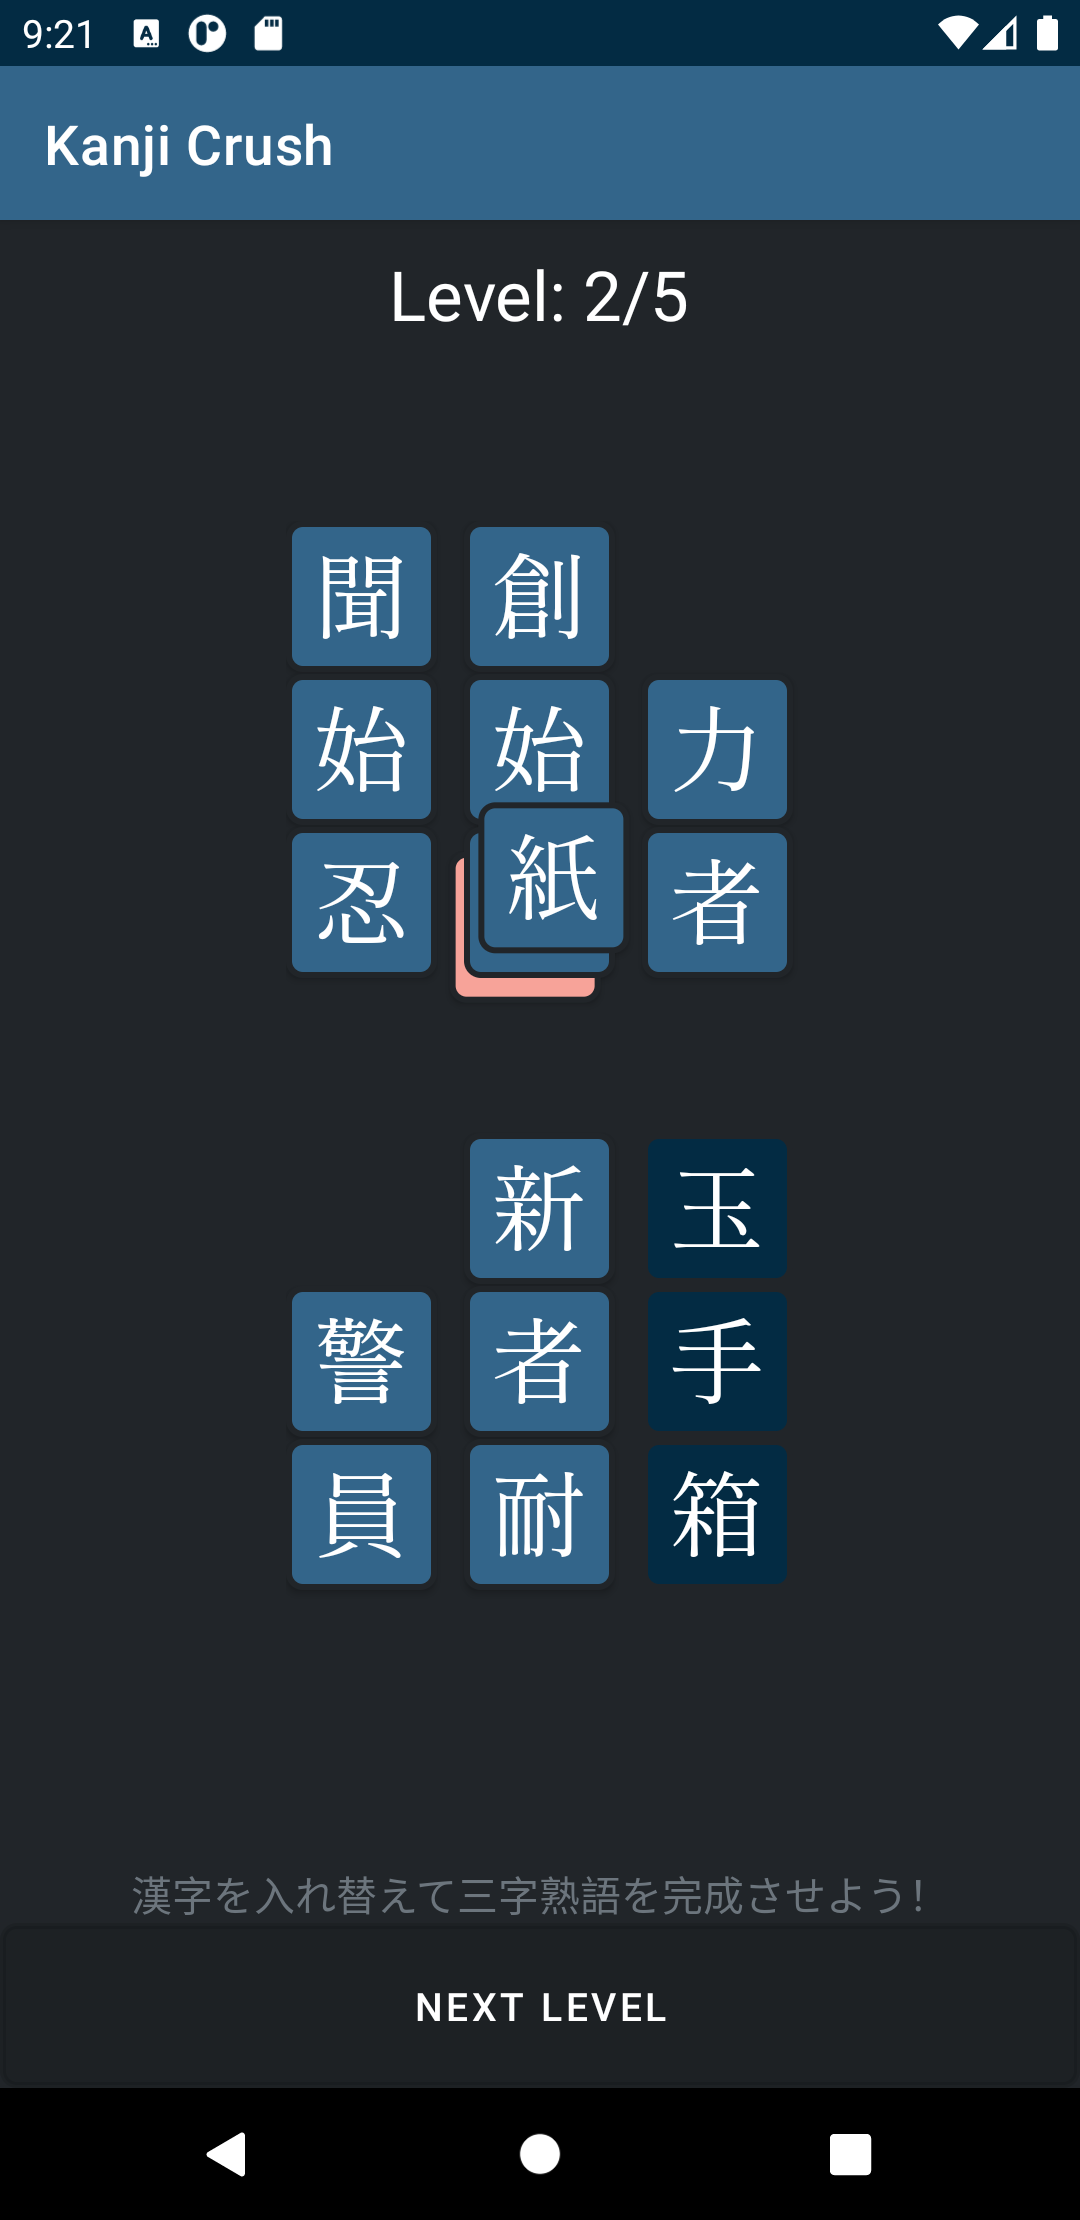 9:21
Kanji Crush
Level: 2/5
聞 創
始 始 力
忍 紙 者
新 玉
警 者 手
員 耐 箱
漢字を入れ替えて三字熟語を完成させよう!
NEXT LEVEL